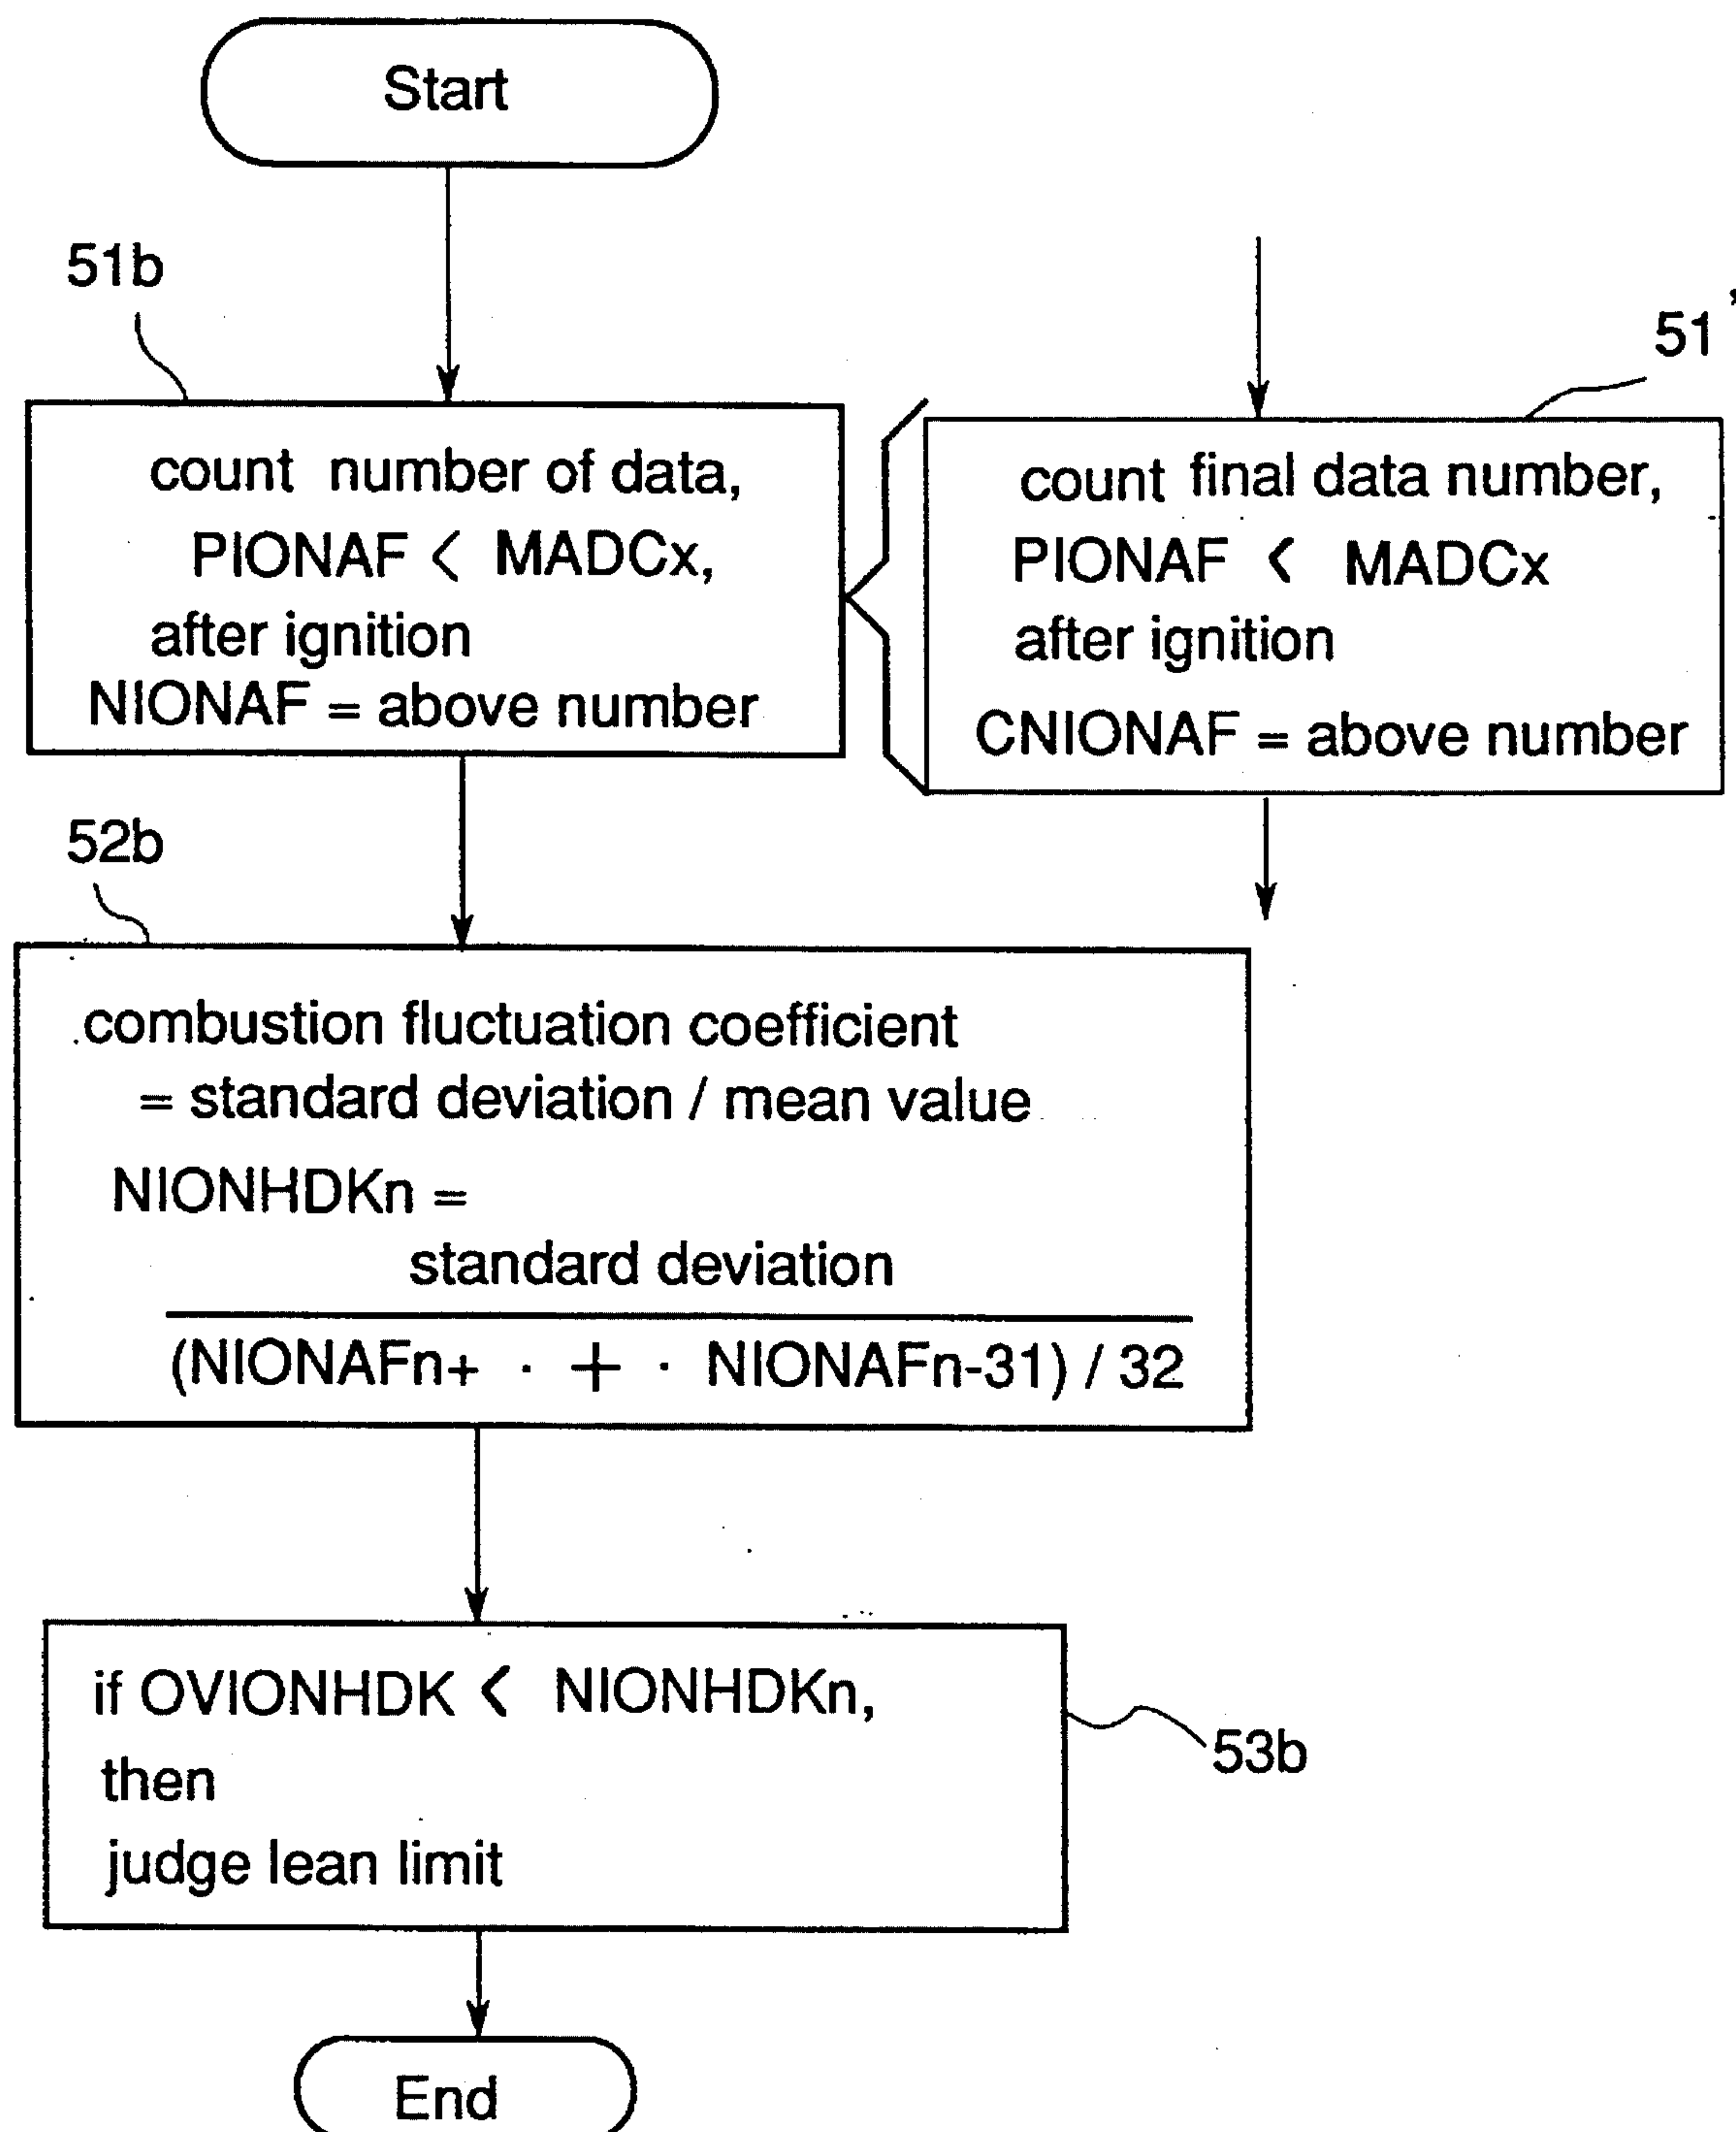 Start
51b
count number of data,
PIONAF < MADCx,
after ignition
NIONAF = above number
51'
count final data number,
PIONAF < MADCx
after ignition
CNIONAF = above number
52b
combustion fluctuation coefficient
= standard deviation / mean value
NIONHDKn =
standard deviation
(NIONAFn+ · + · NIONAFn-31) / 32
if OVIONHDK < NIONHDKn,
then
judge lean limit
53b
End